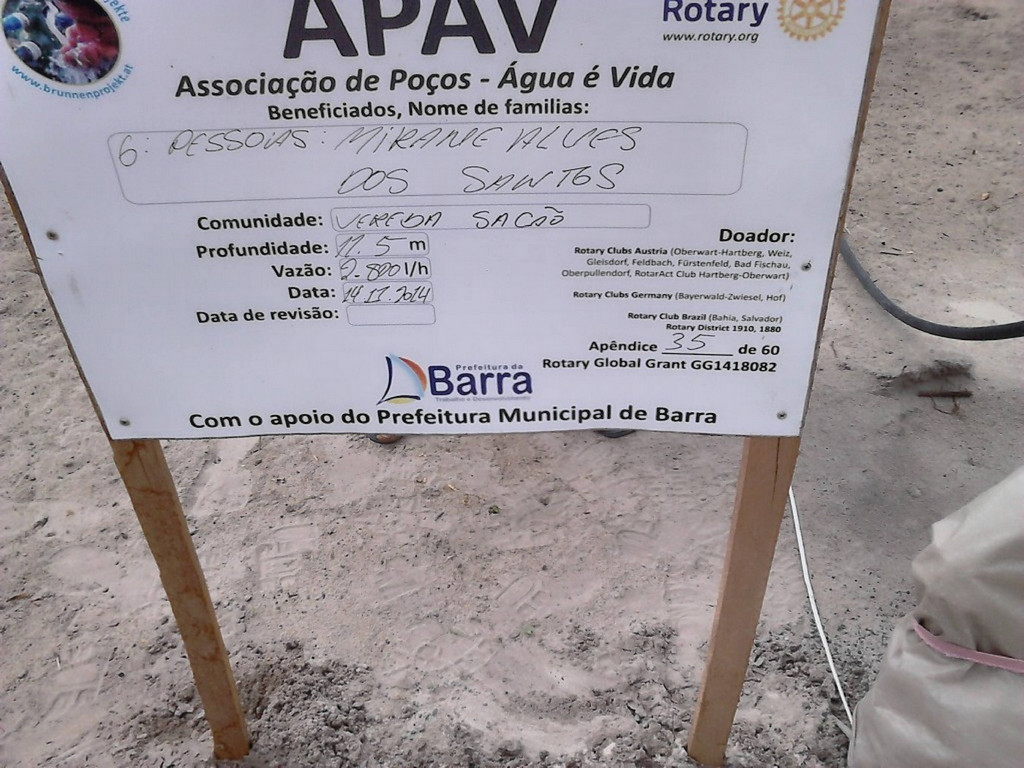 APAV
Rotary
www.rotary.org
www.brunnenprojekt.at
Associação de Poços - Água é Vida
Beneficiados, Nome de familias:
6: PESSOAS: MIRANE ALVES
DOS SANTOS
Comunidade: VEREDA SACÃO
Profundidade: 11.5 m
Vazão: 2.800 l/h
Data: 14.11.2014
Data de revisão:
Doador:
Rotary Clubs Austria (Oberwart-Hartberg, Weiz,
Gleisdorf, Feldbach, Fürstenfeld, Bad Fischau,
Oberpullendorf, RotarAct Club Hartberg-Oberwart)
Rotary Clubs Germany (Bayerwald-Zwiesel, Hof)
Rotary Club Brazil (Bahia, Salvador)
Rotary District 1910, 1880
Apêndice 35 de 60
Rotary Global Grant GG1418082
Prefeitura da
Barra
Trabalho e Desenvolvimento
Com o apoio do Prefeitura Municipal de Barra